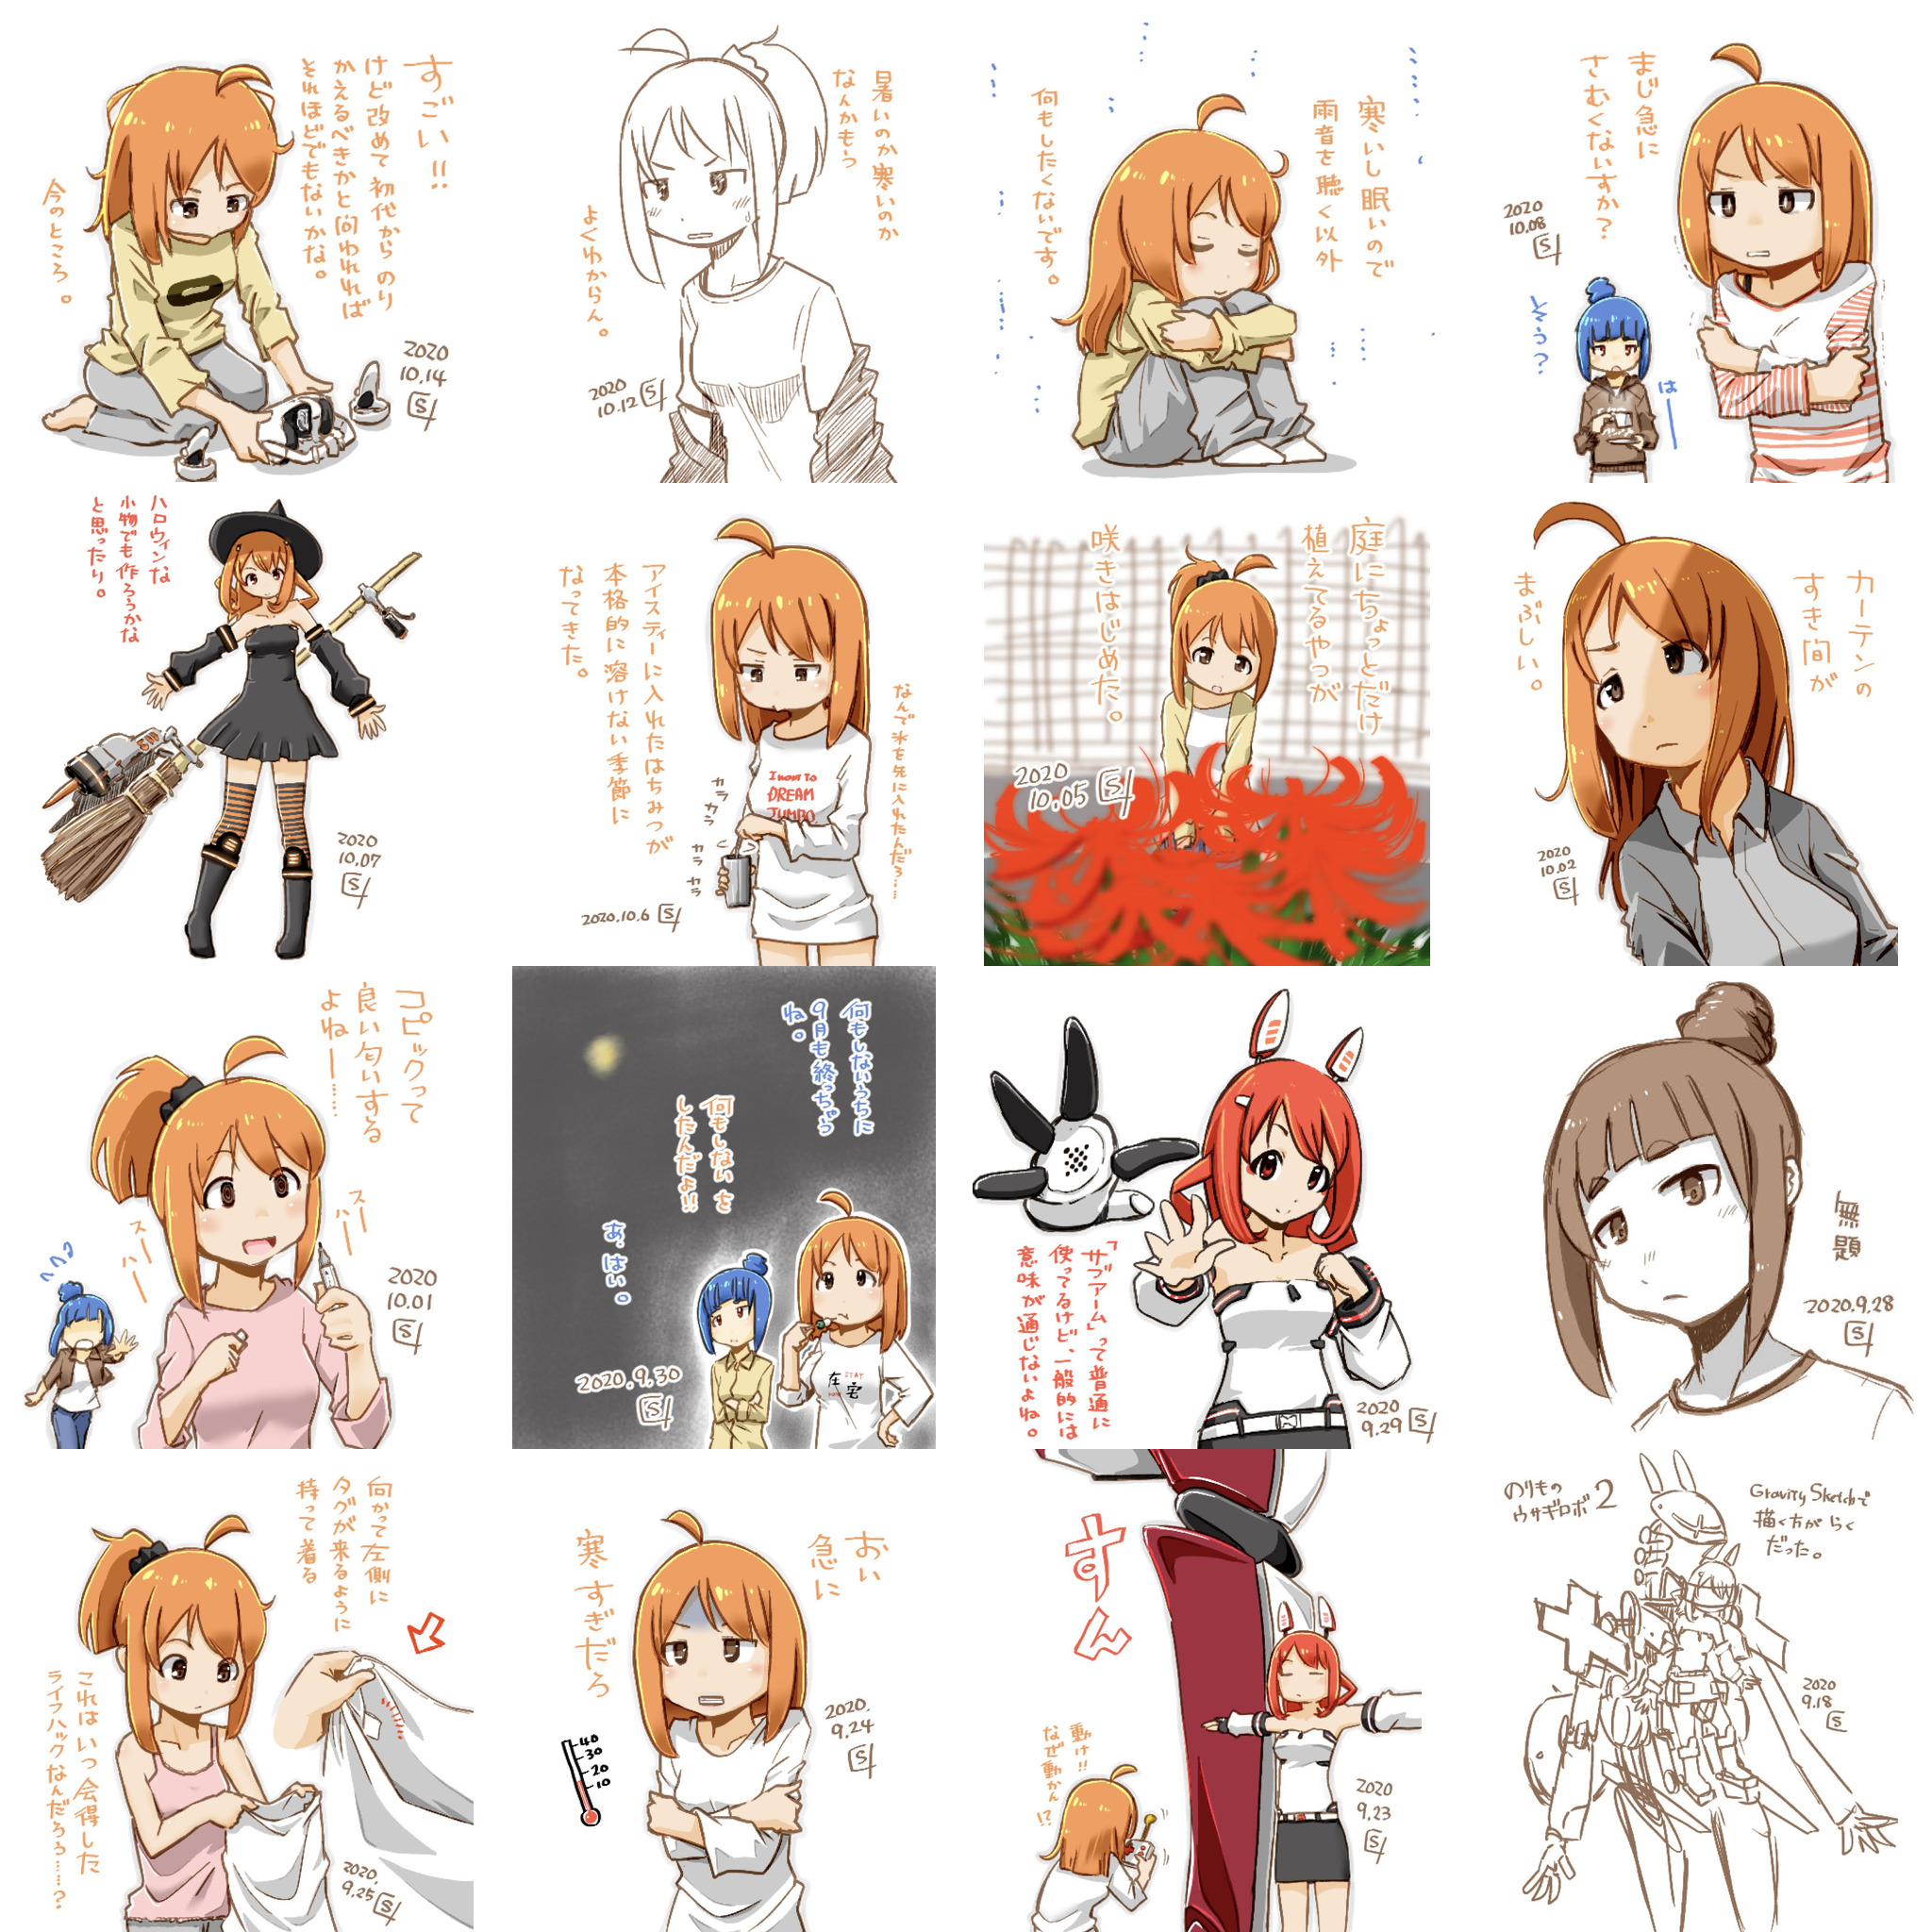 すごい!!
けど改めて初代からのり
かえるべきかと問われれば
それほどでもないかな。
今のところ。
2020
10.14
暑いのか寒いのか
なんかもう
よくわからん。
2020
10.12
寒いし眠いので
雨音を聴く以外
何もしたくないです。
まじ急に
さむくないすか?
2020
10.08
そう?
はー
ハロウィンな
小物でも作ろうかな
と思ったり。
2020
10.07
アイスティーに入れたはちみつが
本格的に溶けない季節に
なってきた。
なんで氷を先に入れたんだろ……
カラカラ
カラカラ
I WANT TO
DREAM
JUMBO
2020.10.6
庭にちょっとだけ
植えてるやつが
咲きはじめた。
2020
10.05
カーテンの
すき間が
まぶしい。
2020
10.02
コピックって
良い匂いする
よねー……
スーハー
スーハー
2020
10.01
何もしないうちに
9月も終っちゃう
ね。
何もしないを
したんだよ!!
あ、はい。
STAY
在宅
2020.9.30
「サブアーム」って普通に
使ってるけど、一般的には
意味が通じないよね。
2020
9.29
無題
2020.9.28
向かって左側に
タグが来るように
持って着る
これはいつ会得した
ライフハックなんだろう……?
2020.
9.25
おい
急に
寒すぎだろ
40
30
20
10
2020.
9.24
すん
動け!!
なぜ動かん!?
2020
9.23
のりもの
ウサギロボ2
Gravity Sketchで
描く方がらく
だった。
2020
9.18